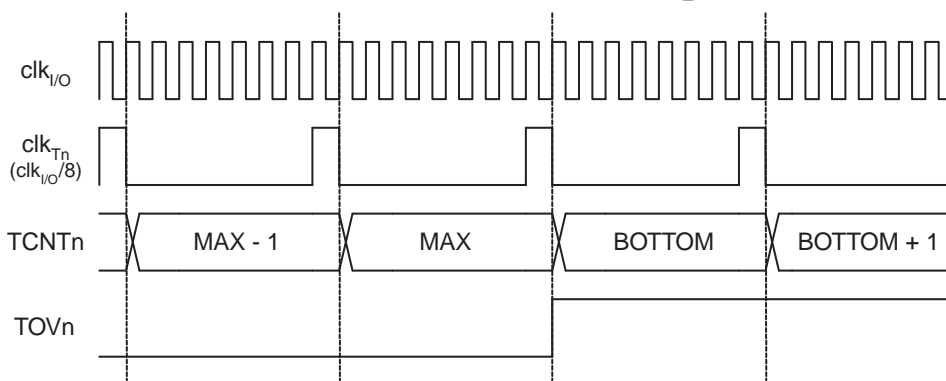 clkI/O
clkTn
(clkI/O/8)
TCNTn MAX - 1 MAX BOTTOM BOTTOM + 1
TOVn